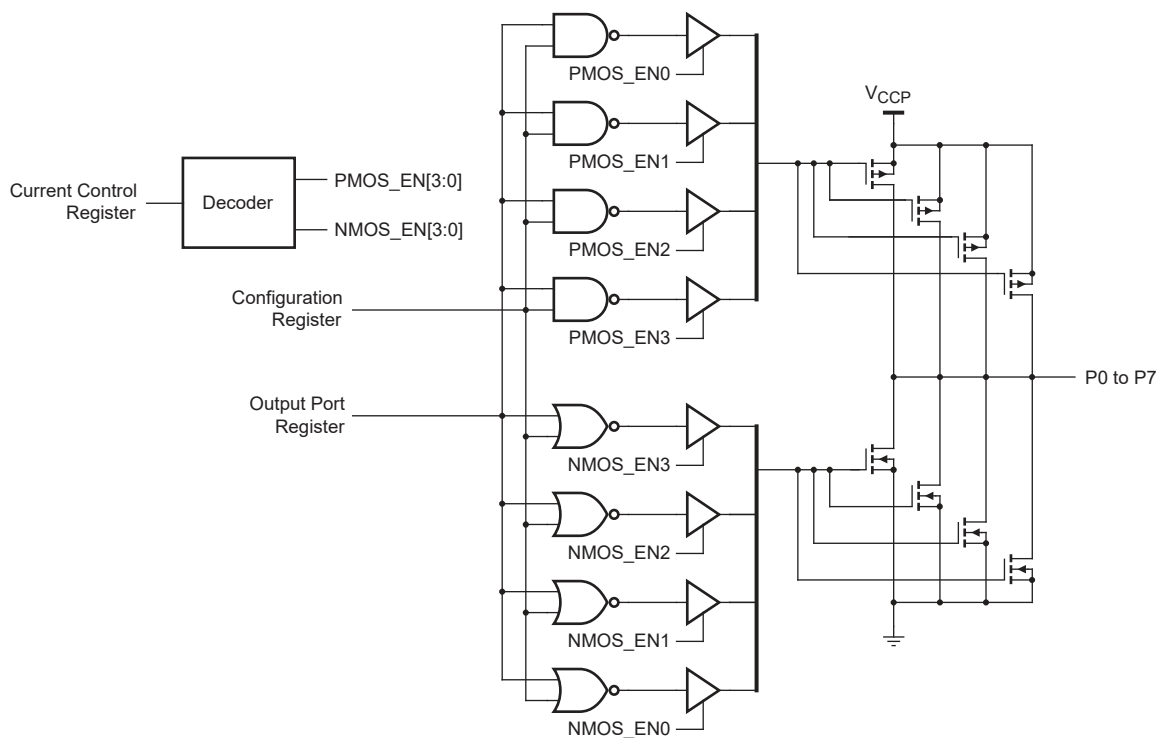 PMOS_EN0
V_CCP
PMOS_EN1
Current Control
Register
Decoder
PMOS_EN[3:0]
NMOS_EN[3:0]
PMOS_EN2
Configuration
Register
PMOS_EN3
P0 to P7
Output Port
Register
NMOS_EN3
NMOS_EN2
NMOS_EN1
NMOS_EN0